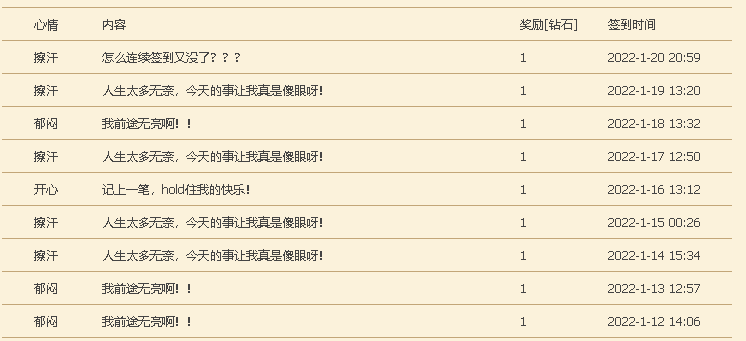 心情 内容 奖励[钻石] 签到时间
擦汗 怎么连续签到又没了？？？ 1 2022-1-20 20:59
擦汗 人生太多无奈，今天的事让我真是傻眼呀！ 1 2022-1-19 13:20
郁闷 我前途无亮啊！！ 1 2022-1-18 13:32
擦汗 人生太多无奈，今天的事让我真是傻眼呀！ 1 2022-1-17 12:50
开心 记上一笔，hold住我的快乐！ 1 2022-1-16 13:12
擦汗 人生太多无奈，今天的事让我真是傻眼呀！ 1 2022-1-15 00:26
擦汗 人生太多无奈，今天的事让我真是傻眼呀！ 1 2022-1-14 15:34
郁闷 我前途无亮啊！！ 1 2022-1-13 12:57
郁闷 我前途无亮啊！！ 1 2022-1-12 14:06